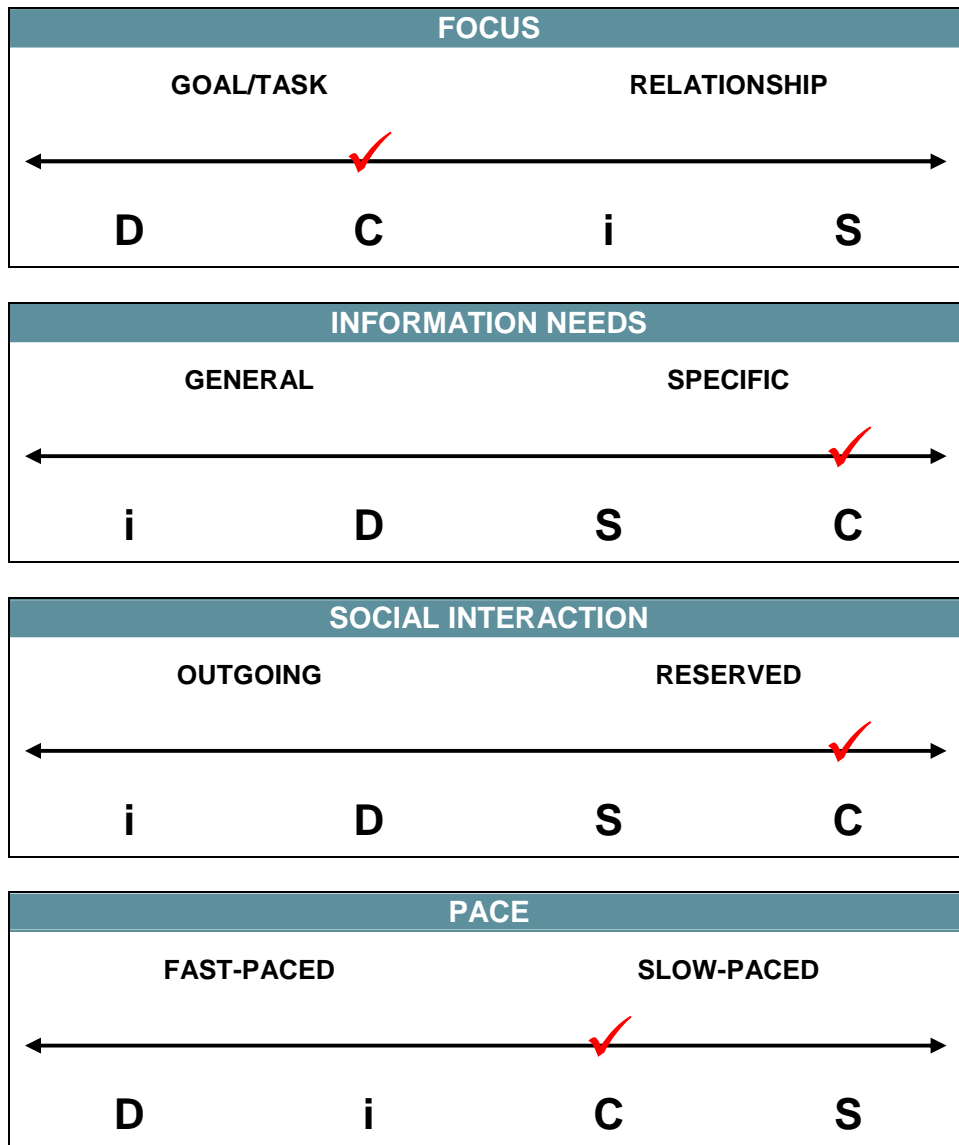 FOCUS
GOAL/TASK RELATIONSHIP
D C i S
INFORMATION NEEDS
GENERAL SPECIFIC
i D S C
SOCIAL INTERACTION
OUTGOING RESERVED
i D S C
PACE
FAST-PACED SLOW-PACED
D i C S